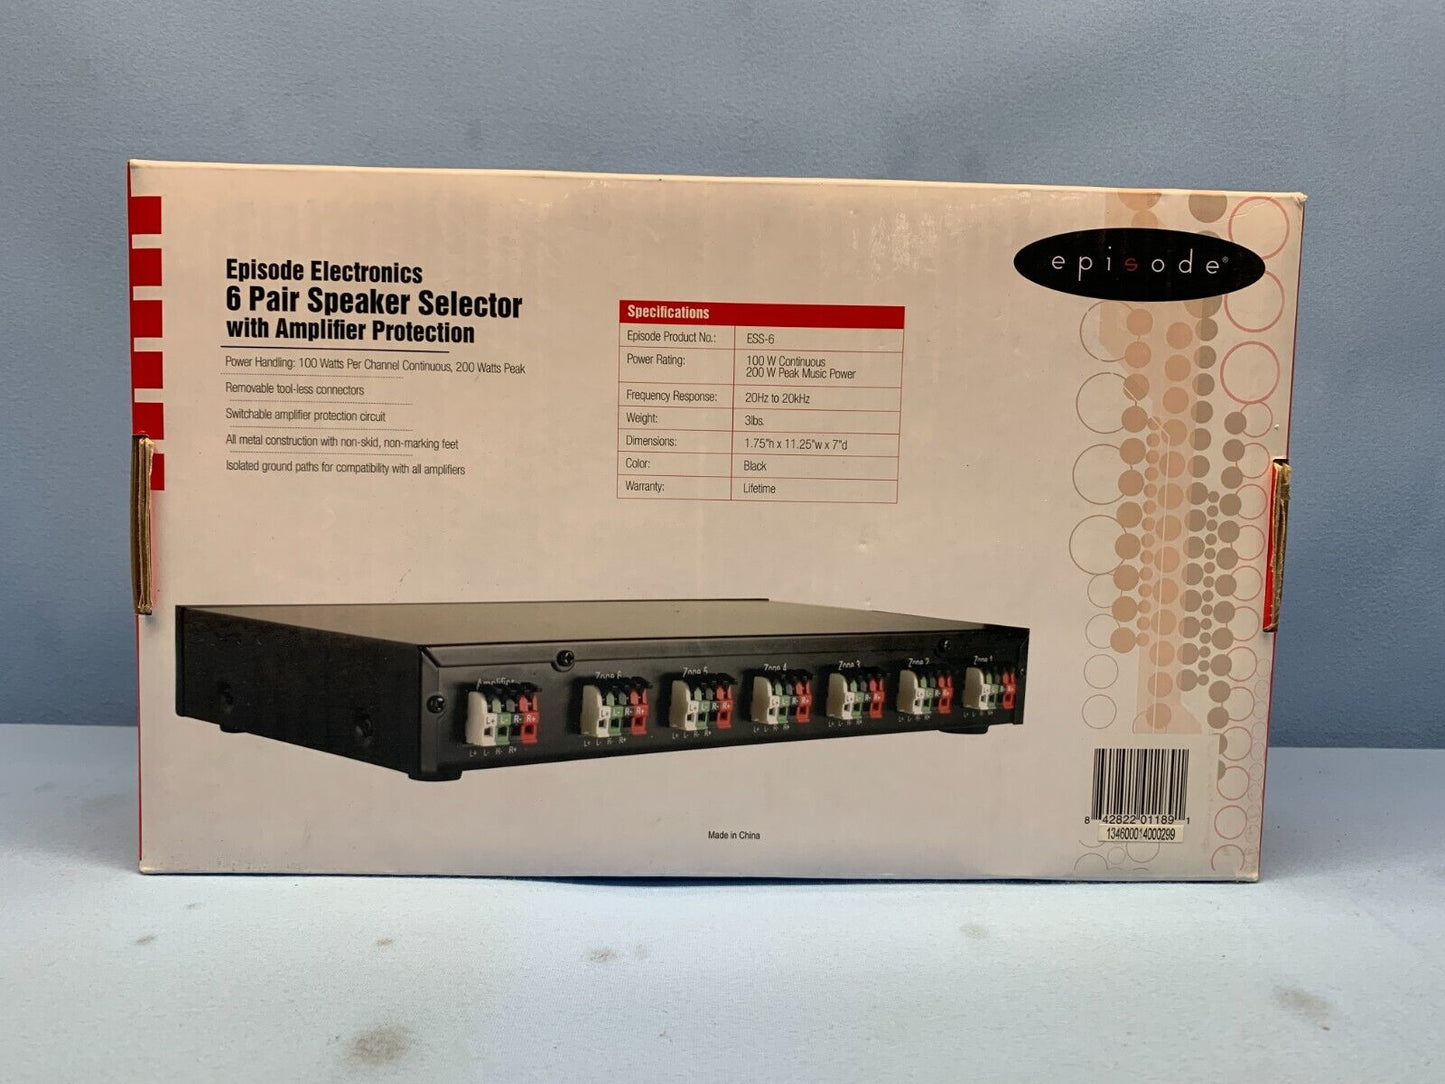 Episode Electronics
6 Pair Speaker Selector
with Amplifier Protection
Power Handling: 100 Watts Per Channel Continuous, 200 Watts Peak
Removable tool-less connectors
Switchable amplifier protection circuit
All metal construction with non-skid, non-marking feet
Isolated ground paths for compatibility with all amplifiers
Specifications
Episode Product No.: ESS-6
Power Rating: 100 W Continuous
200 W Peak Music Power
Frequency Response: 20Hz to 20kHz
Weight: 3lbs.
Dimensions: 1.75"h x 11.25"w x 7"d
Color: Black
Warranty: Lifetime
episode®
Amplifier Zone 6 Zone 5 Zone 4 Zone 3 Zone 2 Zone 1
L+ L- R- R+
L+ L- R- R+
L+ L- R- R+
L+ L- R- R+
L+ L- R- R+
L+ L- R- R+
L+ L- R- R+
Made in China
8 42822 01189 1
134600014000299